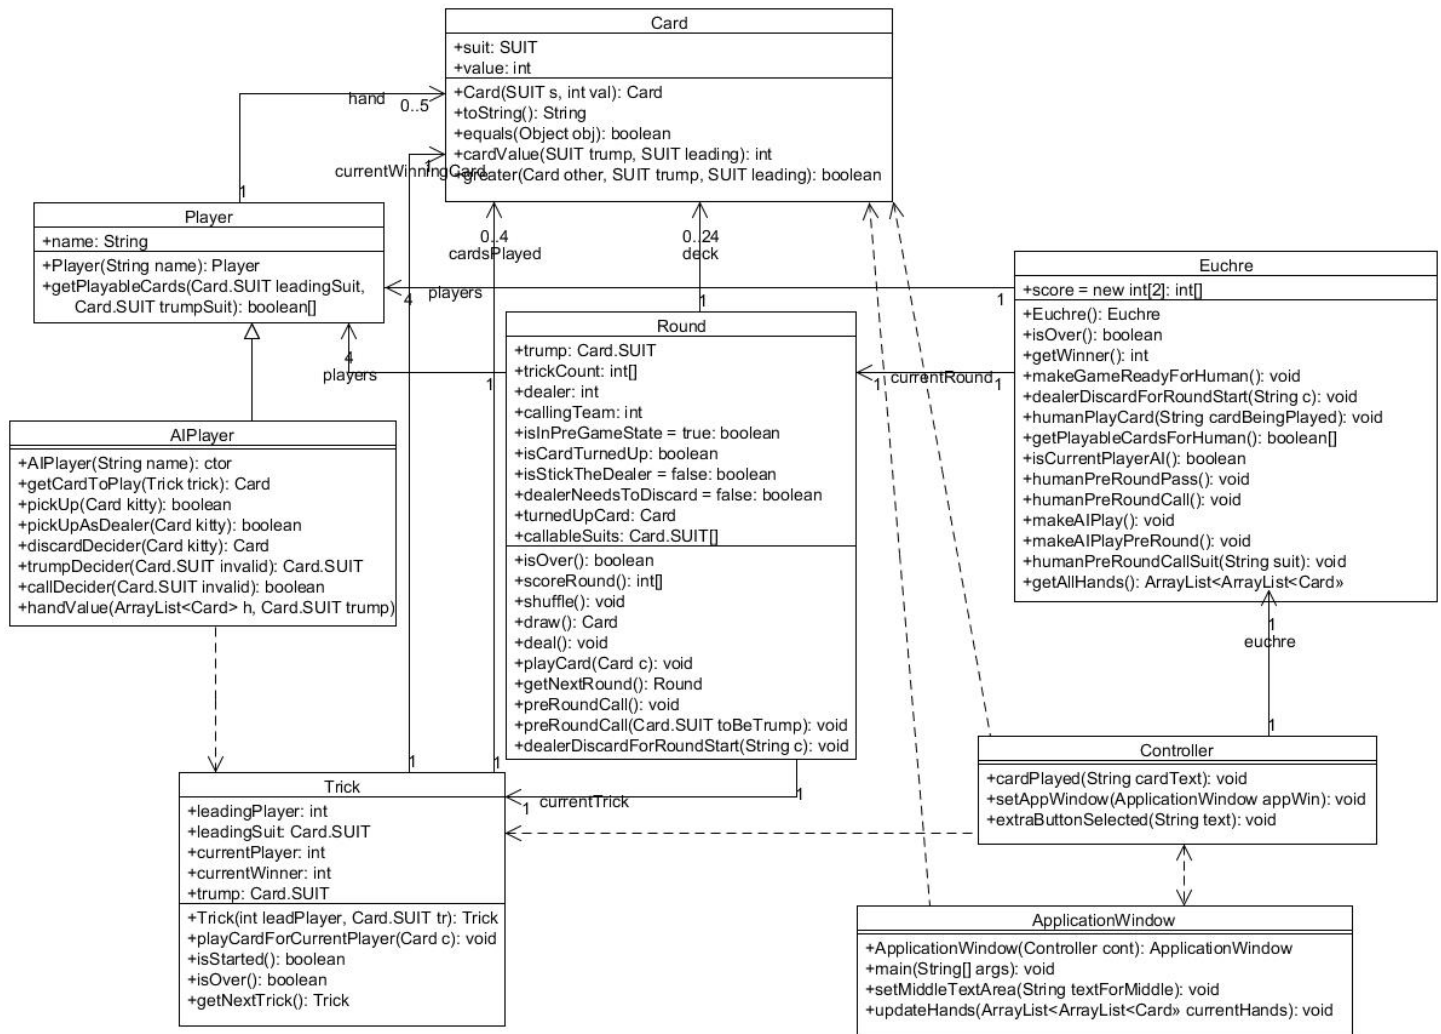 Card
+suit: SUIT
+value: int
+Card(SUIT s, int val): Card
+toString(): String
+equals(Object obj): boolean
+cardValue(SUIT trump, SUIT leading): int
+greater(Card other, SUIT trump, SUIT leading): boolean
hand
0..5
1
currentWinningCard
1
Player
+name: String
+Player(String name): Player
+getPlayableCards(Card.SUIT leadingSuit,
Card.SUIT trumpSuit): boolean[]
0..4
cardsPlayed
0..24
deck
4
players
1
1
4
players
1
Euchre
+score = new int[2]: int[]
+Euchre(): Euchre
+isOver(): boolean
+getWinner(): int
+makeGameReadyForHuman(): void
+dealerDiscardForRoundStart(String c): void
+humanPlayCard(String cardBeingPlayed): void
+getPlayableCardsForHuman(): boolean[]
+isCurrentPlayerAI(): boolean
+humanPreRoundPass(): void
+humanPreRoundCall(): void
+makeAIPlay(): void
+makeAIPlayPreRound(): void
+humanPreRoundCallSuit(String suit): void
+getAllHands(): ArrayList<ArrayList<Card»
Round
+trump: Card.SUIT
+trickCount: int[]
+dealer: int
+callingTeam: int
+isInPreGameState = true: boolean
+isCardTurnedUp: boolean
+isStickTheDealer = false: boolean
+dealerNeedsToDiscard = false: boolean
+turnedUpCard: Card
+callableSuits: Card.SUIT[]
+isOver(): boolean
+scoreRound(): int[]
+shuffle(): void
+draw(): Card
+deal(): void
+playCard(Card c): void
+getNextRound(): Round
+preRoundCall(): void
+preRoundCall(Card.SUIT toBeTrump): void
+dealerDiscardForRoundStart(String c): void
1
currentRound
1
AIPlayer
+AIPlayer(String name): ctor
+getCardToPlay(Trick trick): Card
+pickUp(Card kitty): boolean
+pickUpAsDealer(Card kitty): boolean
+discardDecider(Card kitty): Card
+trumpDecider(Card.SUIT invalid): Card.SUIT
+callDecider(Card.SUIT invalid): boolean
+handValue(ArrayList<Card> h, Card.SUIT trump)
1
euchre
1
Controller
+cardPlayed(String cardText): void
+setAppWindow(ApplicationWindow appWin): void
+extraButtonSelected(String text): void
1
1
1
currentTrick
1
Trick
+leadingPlayer: int
+leadingSuit: Card.SUIT
+currentPlayer: int
+currentWinner: int
+trump: Card.SUIT
+Trick(int leadPlayer, Card.SUIT tr): Trick
+playCardForCurrentPlayer(Card c): void
+isStarted(): boolean
+isOver(): boolean
+getNextTrick(): Trick
ApplicationWindow
+ApplicationWindow(Controller cont): ApplicationWindow
+main(String[] args): void
+setMiddleTextArea(String textForMiddle): void
+updateHands(ArrayList<ArrayList<Card» currentHands): void